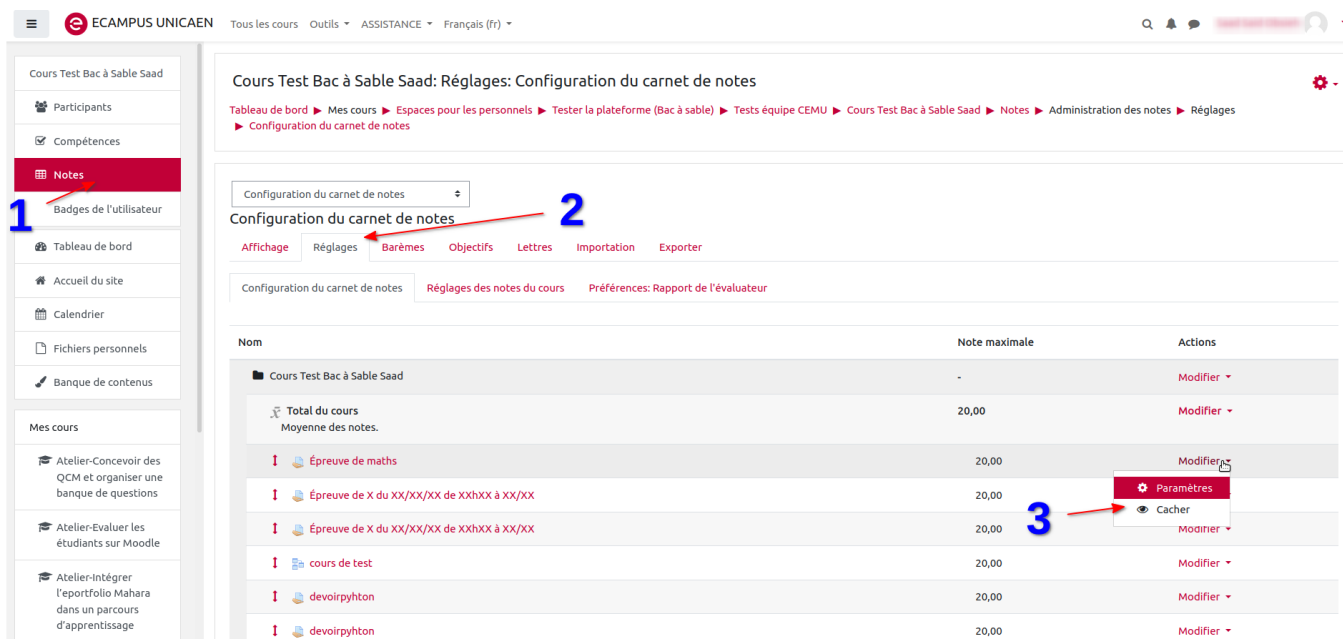 ECAMPUS UNICAEN Tous les cours Outils ASSISTANCE Français (fr)
Cours Test Bac à Sable Saad
Participants
Compétences
Notes
1
Badges de l'utilisateur
Tableau de bord
Accueil du site
Calendrier
Fichiers personnels
Banque de contenus
Mes cours
Atelier-Concevoir des
QCM et organiser une
banque de questions
Atelier-Evaluer les
étudiants sur Moodle
Atelier-Intégrer
l'eportfolio Mahara
dans un parcours
d'apprentissage
Cours Test Bac à Sable Saad: Réglages: Configuration du carnet de notes
Tableau de bord ▶ Mes cours ▶ Espaces pour les personnels ▶ Tester la plateforme (Bac à sable) ▶ Tests équipe CEMU ▶ Cours Test Bac à Sable Saad ▶ Notes ▶ Administration des notes ▶ Réglages
▶ Configuration du carnet de notes
Configuration du carnet de notes
2
Configuration du carnet de notes
Affichage Réglages Barèmes Objectifs Lettres Importation Exporter
Configuration du carnet de notes Réglages des notes du cours Préférences: Rapport de l'évaluateur
Nom Note maximale Actions
Cours Test Bac à Sable Saad - Modifier
Total du cours 20,00 Modifier
Moyenne des notes.
Épreuve de maths 20,00 Modifier
Paramètres
Épreuve de X du XX/XX/XX de XXhXX à XX/XX 20,00
3 Cacher
Épreuve de X du XX/XX/XX de XXhXX à XX/XX 20,00 Modifier
cours de test 20,00 Modifier
devoirpyhton 20,00 Modifier
devoirpyhton 20,00 Modifier